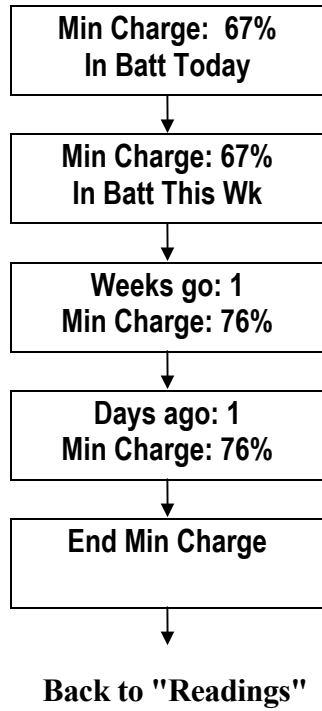 Min Charge: 67%
In Batt Today
Min Charge: 67%
In Batt This Wk
Weeks go: 1
Min Charge: 76%
Days ago: 1
Min Charge: 76%
End Min Charge
Back to "Readings"